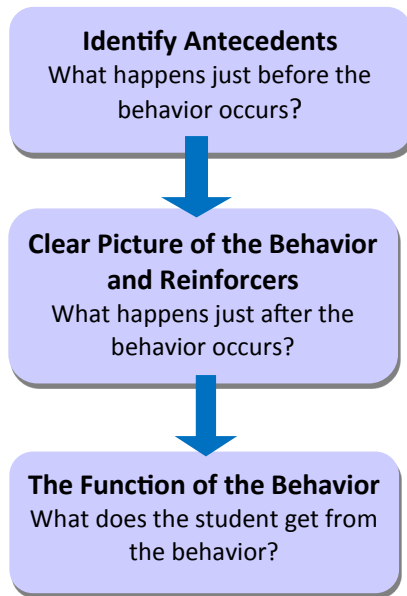 Identify Antecedents
What happens just before the
behavior occurs?
Clear Picture of the Behavior
and Reinforcers
What happens just after the
behavior occurs?
The Function of the Behavior
What does the student get from
the behavior?